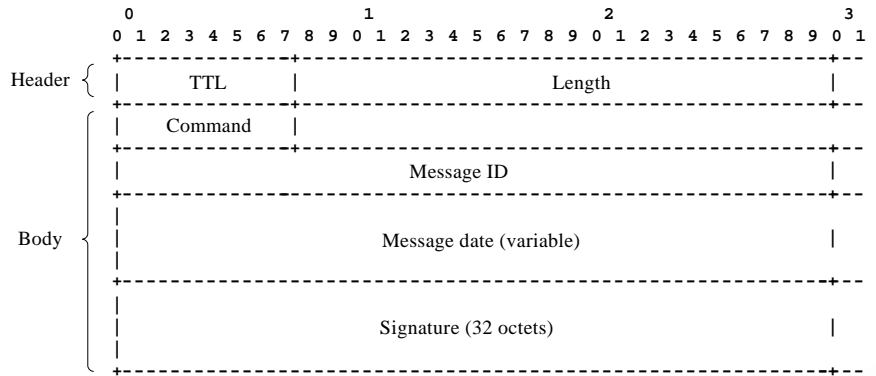 0 1 2 3
0 1 2 3 4 5 6 7 8 9 0 1 2 3 4 5 6 7 8 9 0 1 2 3 4 5 6 7 8 9 0 1
Header TTL Length
Command
Message ID
Body Message date (variable)
Signature (32 octets)